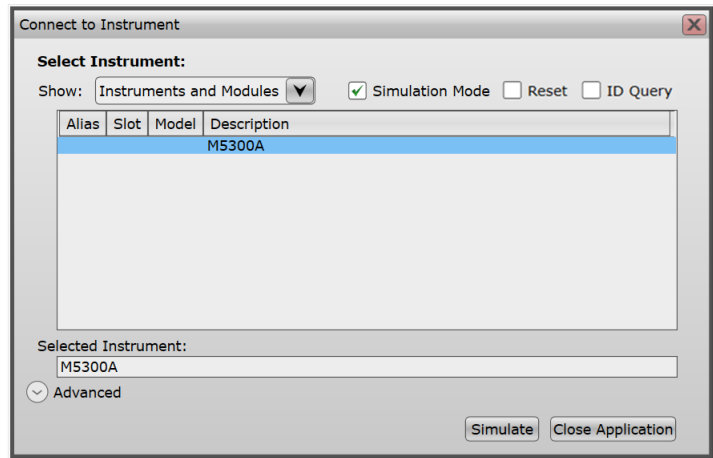 Connect to Instrument
Select Instrument:
Show: Instruments and Modules Simulation Mode Reset ID Query
Alias Slot Model Description
M5300A
Selected Instrument:
M5300A
Advanced
Simulate Close Application